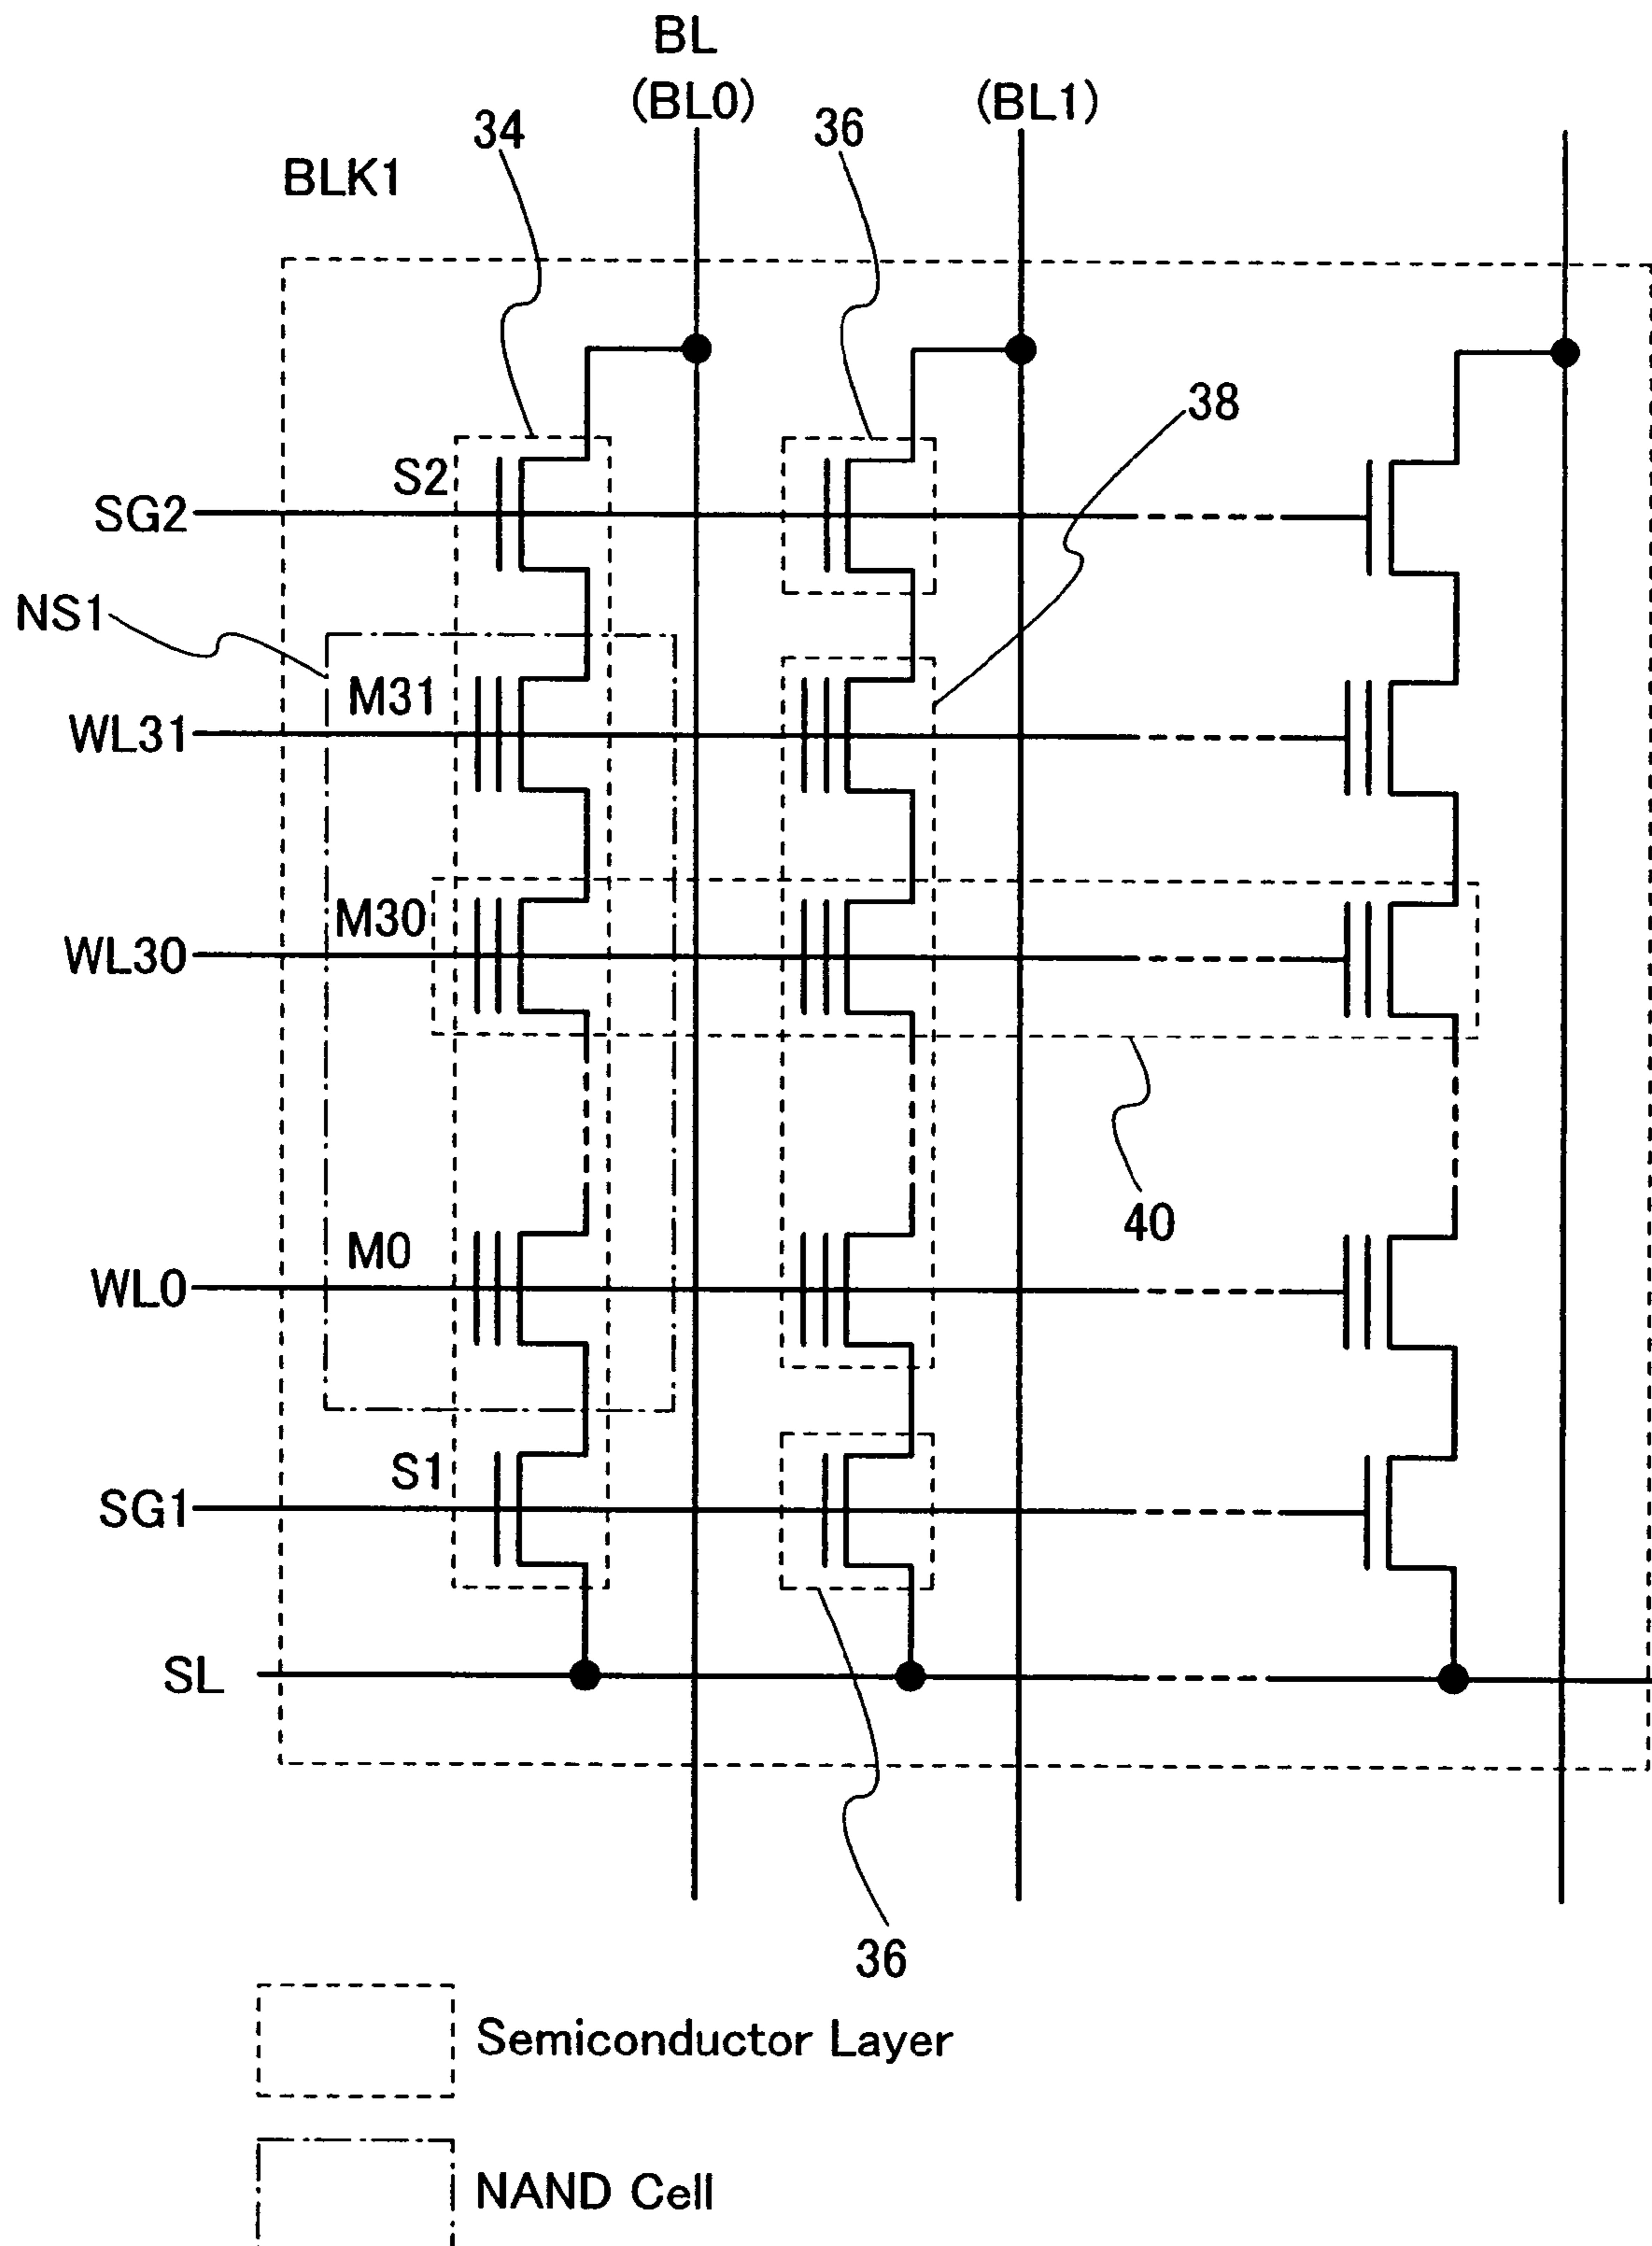 BL
(BL0)
(BL1)
34
36
BLK1
38
S2
SG2
NS1
M31
WL31
M30
WL30
40
M0
WL0
S1
SG1
SL
36
Semiconductor Layer
NAND Cell